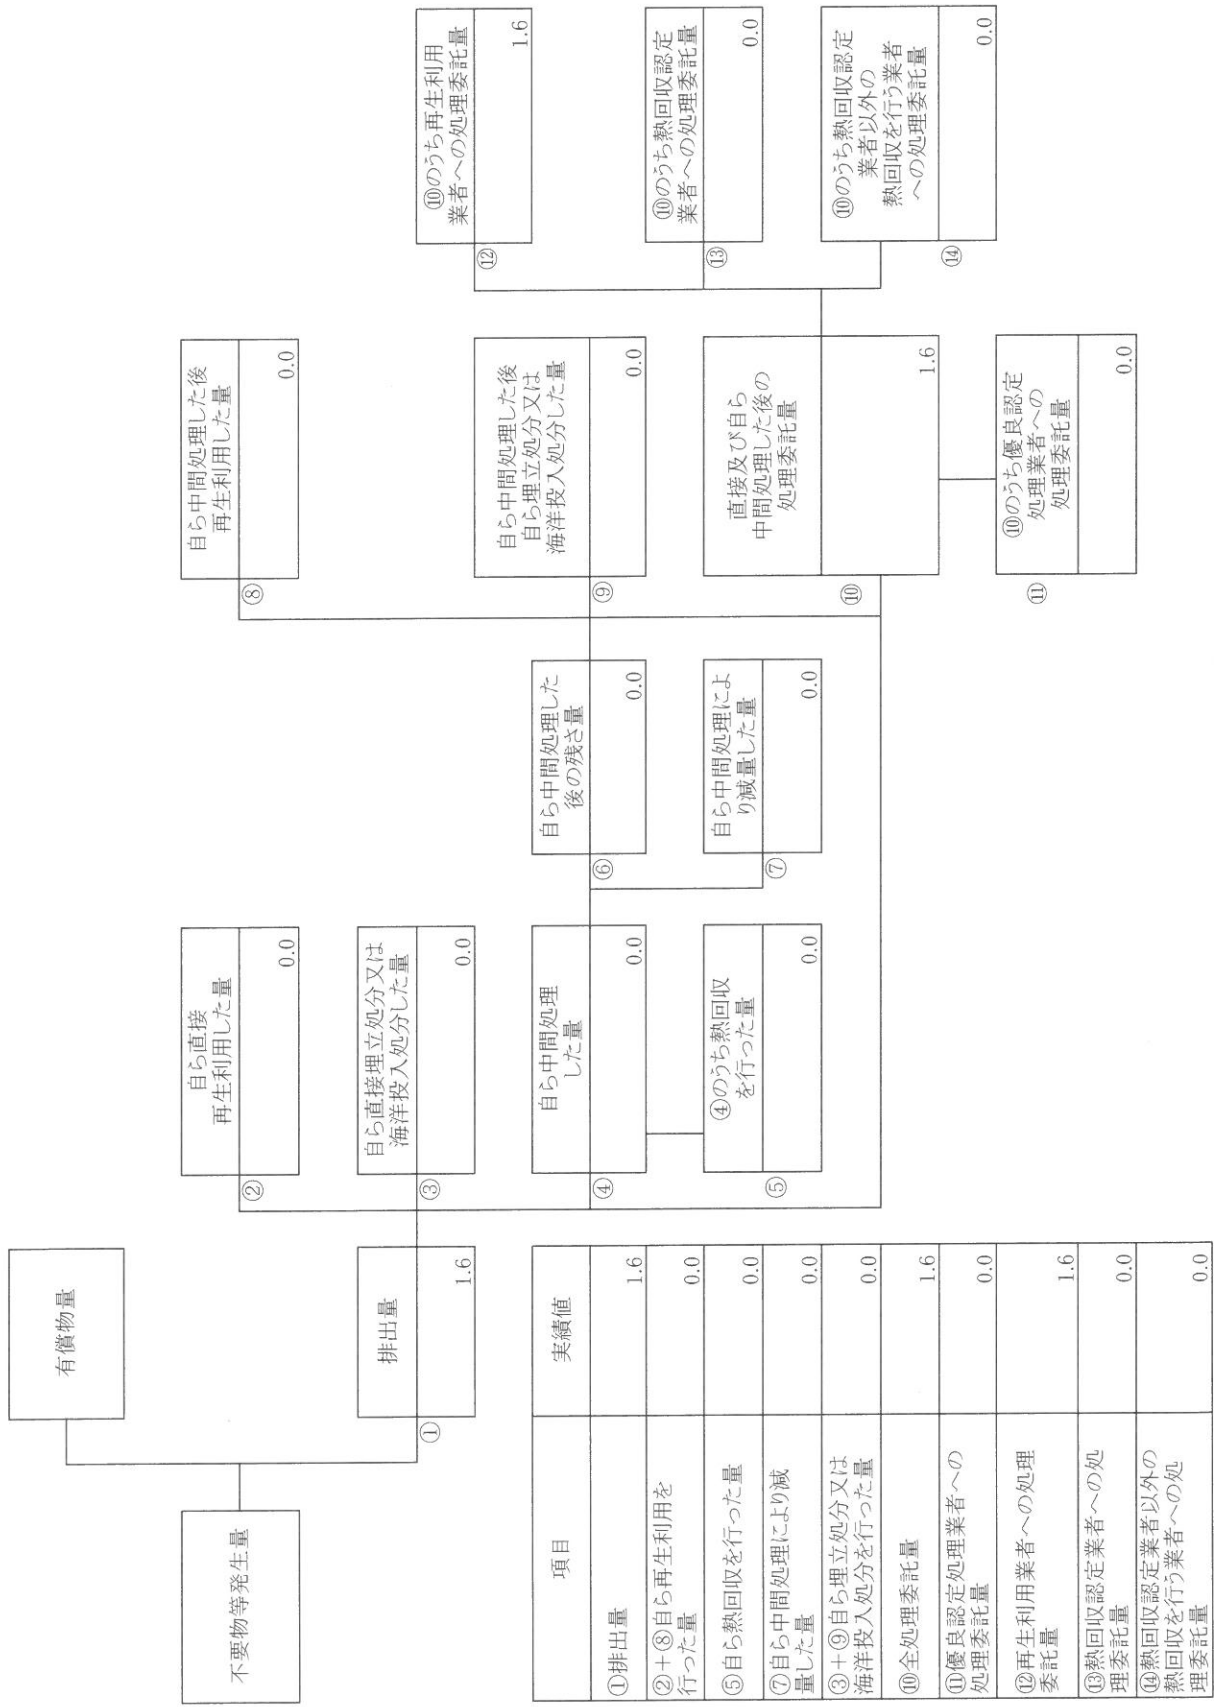 不要物等発生量
有償物量
排出量
①
1.6
自ら直接
再生利用した量
②
0.0
自ら直接埋立処分又は
海洋投入処分した量
③
0.0
自ら中間処理
した量
④
0.0
④のうち熱回収
を行った量
⑤
0.0
自ら中間処理した
後の残さ量
⑥
0.0
自ら中間処理によ
り減量した量
⑦
0.0
自ら中間処理した後
再生利用した量
⑧
0.0
自ら中間処理した後
自ら埋立処分又は
海洋投入処分した量
⑨
0.0
直接及び自ら
中間処理した後の
処理委託量
⑩
1.6
⑩のうち優良認定
処理業者への
処理委託量
⑪
0.0
⑩のうち再生利用
業者への処理委託量
⑫
1.6
⑩のうち熱回収認定
業者への処理委託量
⑬
0.0
⑩のうち熱回収認定
業者以外の
熱回収を行う業者
への処理委託量
⑭
0.0
項目 実績値
①排出量 1.6
②+⑧自ら再生利用を
行った量 0.0
⑤自ら熱回収を行った量 0.0
⑦自ら中間処理により減
量した量 0.0
③+⑨自ら埋立処分又は
海洋投入処分を行った量 0.0
⑩全処理委託量 1.6
⑪優良認定処理業者への
処理委託量 0.0
⑫再生利用業者への処理
委託量 1.6
⑬熱回収認定業者への処
理委託量 0.0
⑭熱回収認定業者以外の
熱回収を行う業者への処
理委託量 0.0